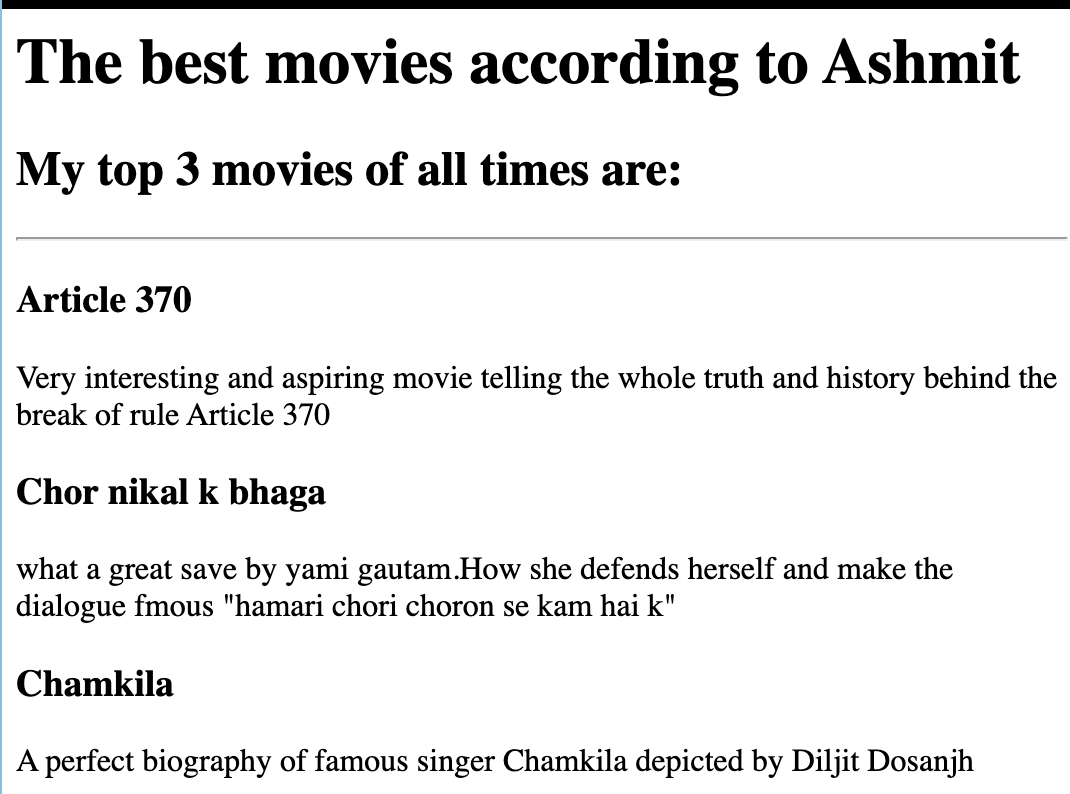 The best movies according to Ashmit
My top 3 movies of all times are:
Article 370
Very interesting and aspiring movie telling the whole truth and history behind the
break of rule Article 370
Chor nikal k bhaga
what a great save by yami gautam.How she defends herself and make the
dialogue fmous "hamari chori choron se kam hai k"
Chamkila
A perfect biography of famous singer Chamkila depicted by Diljit Dosanjh